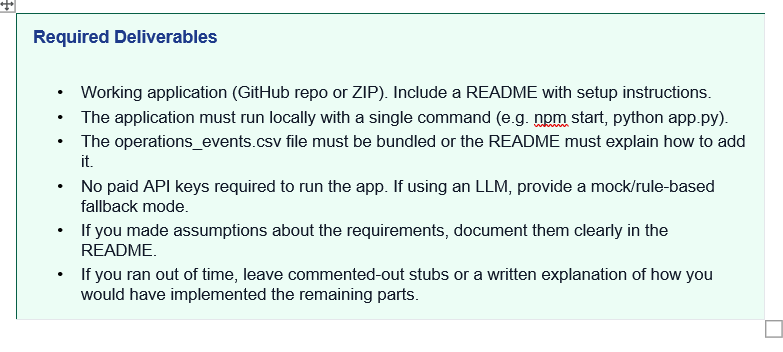 Required Deliverables
• Working application (GitHub repo or ZIP). Include a README with setup instructions.
• The application must run locally with a single command (e.g. npm start, python app.py).
• The operations_events.csv file must be bundled or the README must explain how to add
it.
• No paid API keys required to run the app. If using an LLM, provide a mock/rule-based
fallback mode.
• If you made assumptions about the requirements, document them clearly in the
README.
• If you ran out of time, leave commented-out stubs or a written explanation of how you
would have implemented the remaining parts.